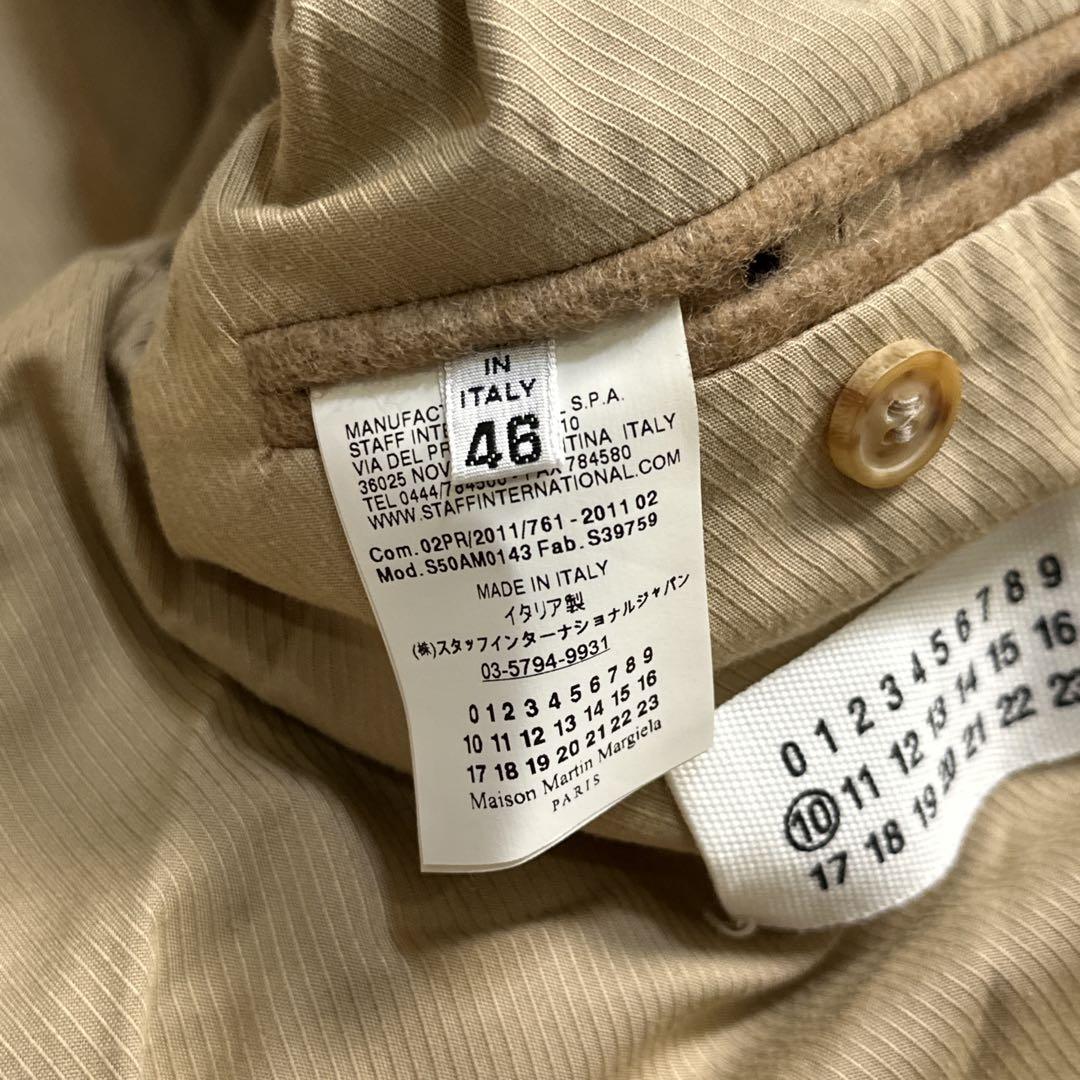 IN
ITALY
46
MANUFAC S.P.A.
STAFF INTE 10
VIA DEL PR TINA ITALY
36025 NOV FAX 784580
TEL 0444/784500 -
WWW.STAFFINTERNATIONAL.COM
Com. 02PR/2011/761 - 2011 02
Mod. S50AM0143 Fab. S39759
MADE IN ITALY
イタリア製
(株)スタッフインターナショナルジャパン
03-5794-9931
0 1 2 3 4 5 6 7 8 9
10 11 12 13 14 15 16
17 18 19 20 21 22 23
Maison Martin Margiela
PARIS
0 1 2 3 4 5 6 7 8 9
10 11 12 13 14 15 16
17 18 19 20 21 22 23